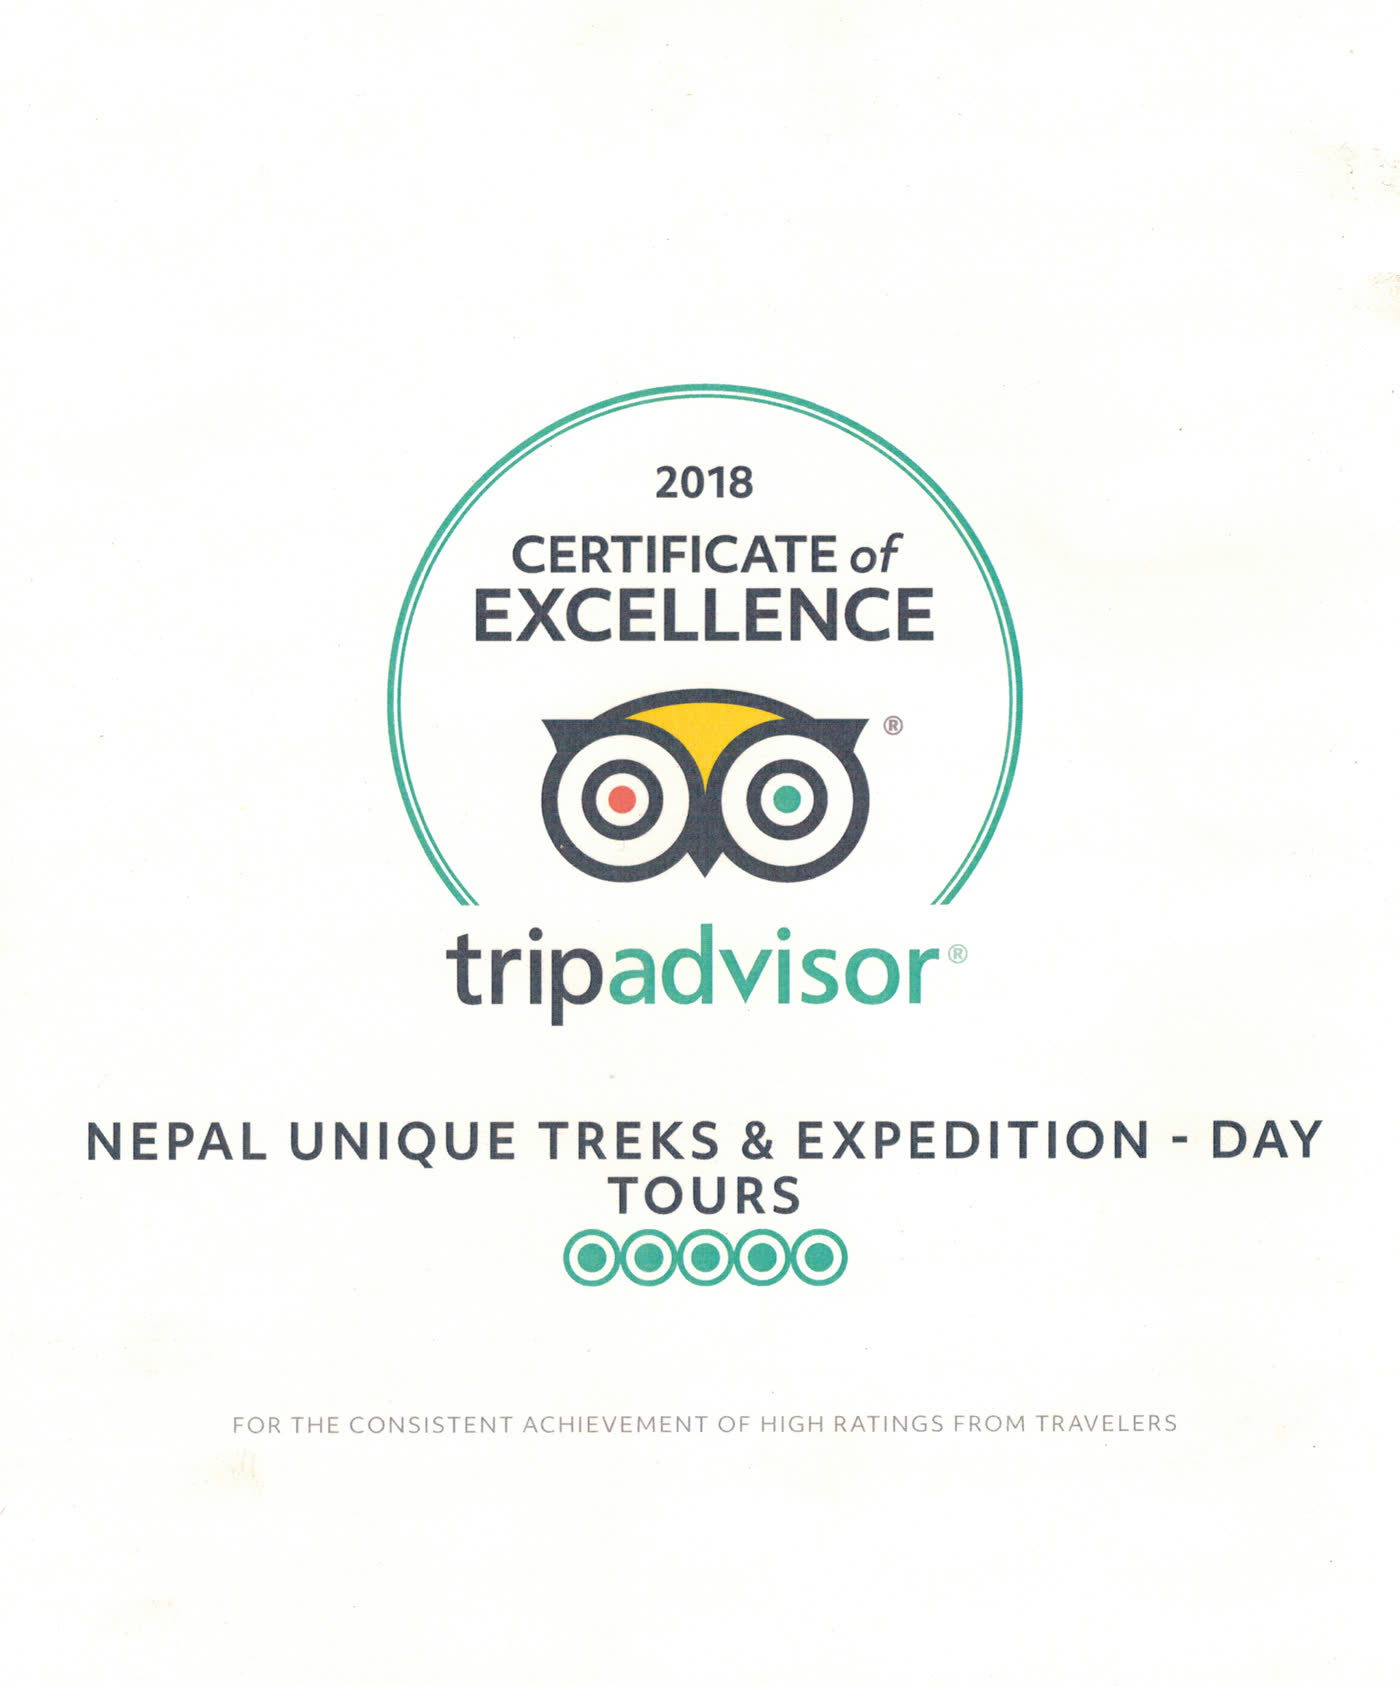 2018
CERTIFICATE of
EXCELLENCE
®
tripadvisor®
NEPAL UNIQUE TREKS & EXPEDITION - DAY
TOURS
FOR THE CONSISTENT ACHIEVEMENT OF HIGH RATINGS FROM TRAVELERS